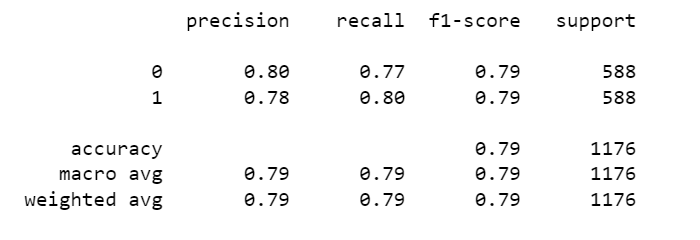 precision recall f1-score support
0 0.80 0.77 0.79 588
1 0.78 0.80 0.79 588
accuracy 0.79 1176
macro avg 0.79 0.79 0.79 1176
weighted avg 0.79 0.79 0.79 1176